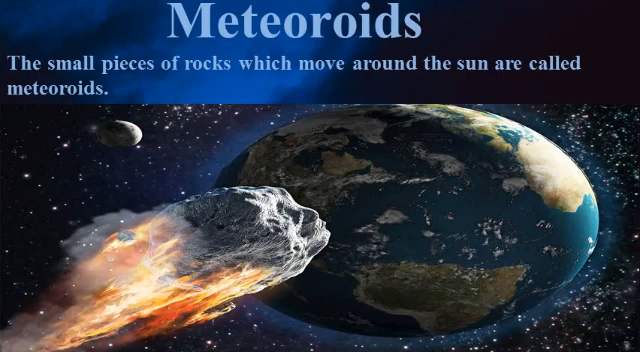 Meteoroids
The small pieces of rocks which move around the sun are called
meteoroids.